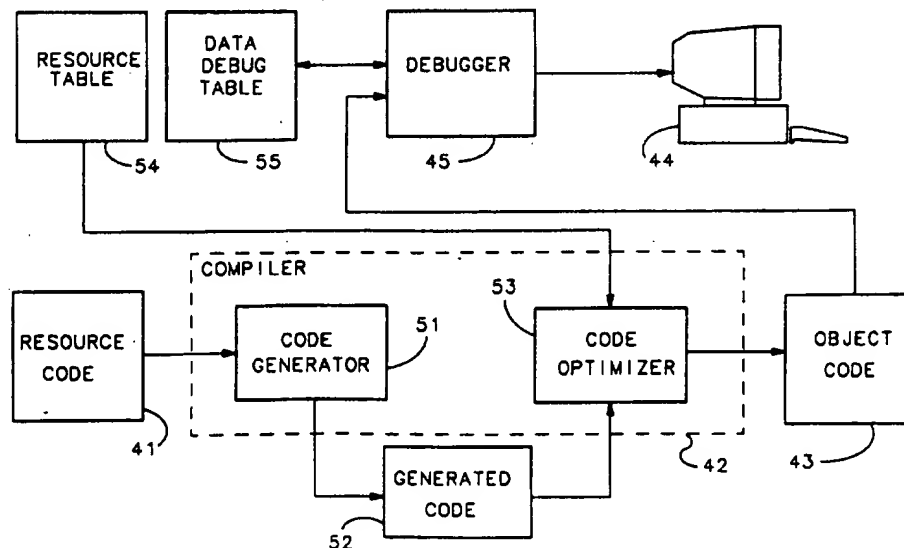 RESOURCE
TABLE
54
DATA
DEBUG
TABLE
55
DEBUGGER
45
44
COMPILER
RESOURCE
CODE
41
CODE
GENERATOR
51
53
CODE
OPTIMIZER
42
OBJECT
CODE
43
GENERATED
CODE
52